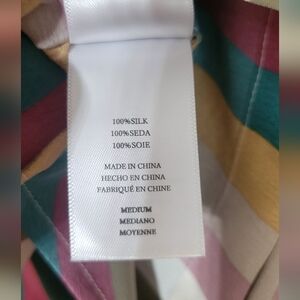 100% SILK
100% SEDA
100% SOIE
MADE IN CHINA
HECHO EN CHINA
FABRIQUÉ EN CHINE
MEDIUM
MEDIANO
MOYENNE